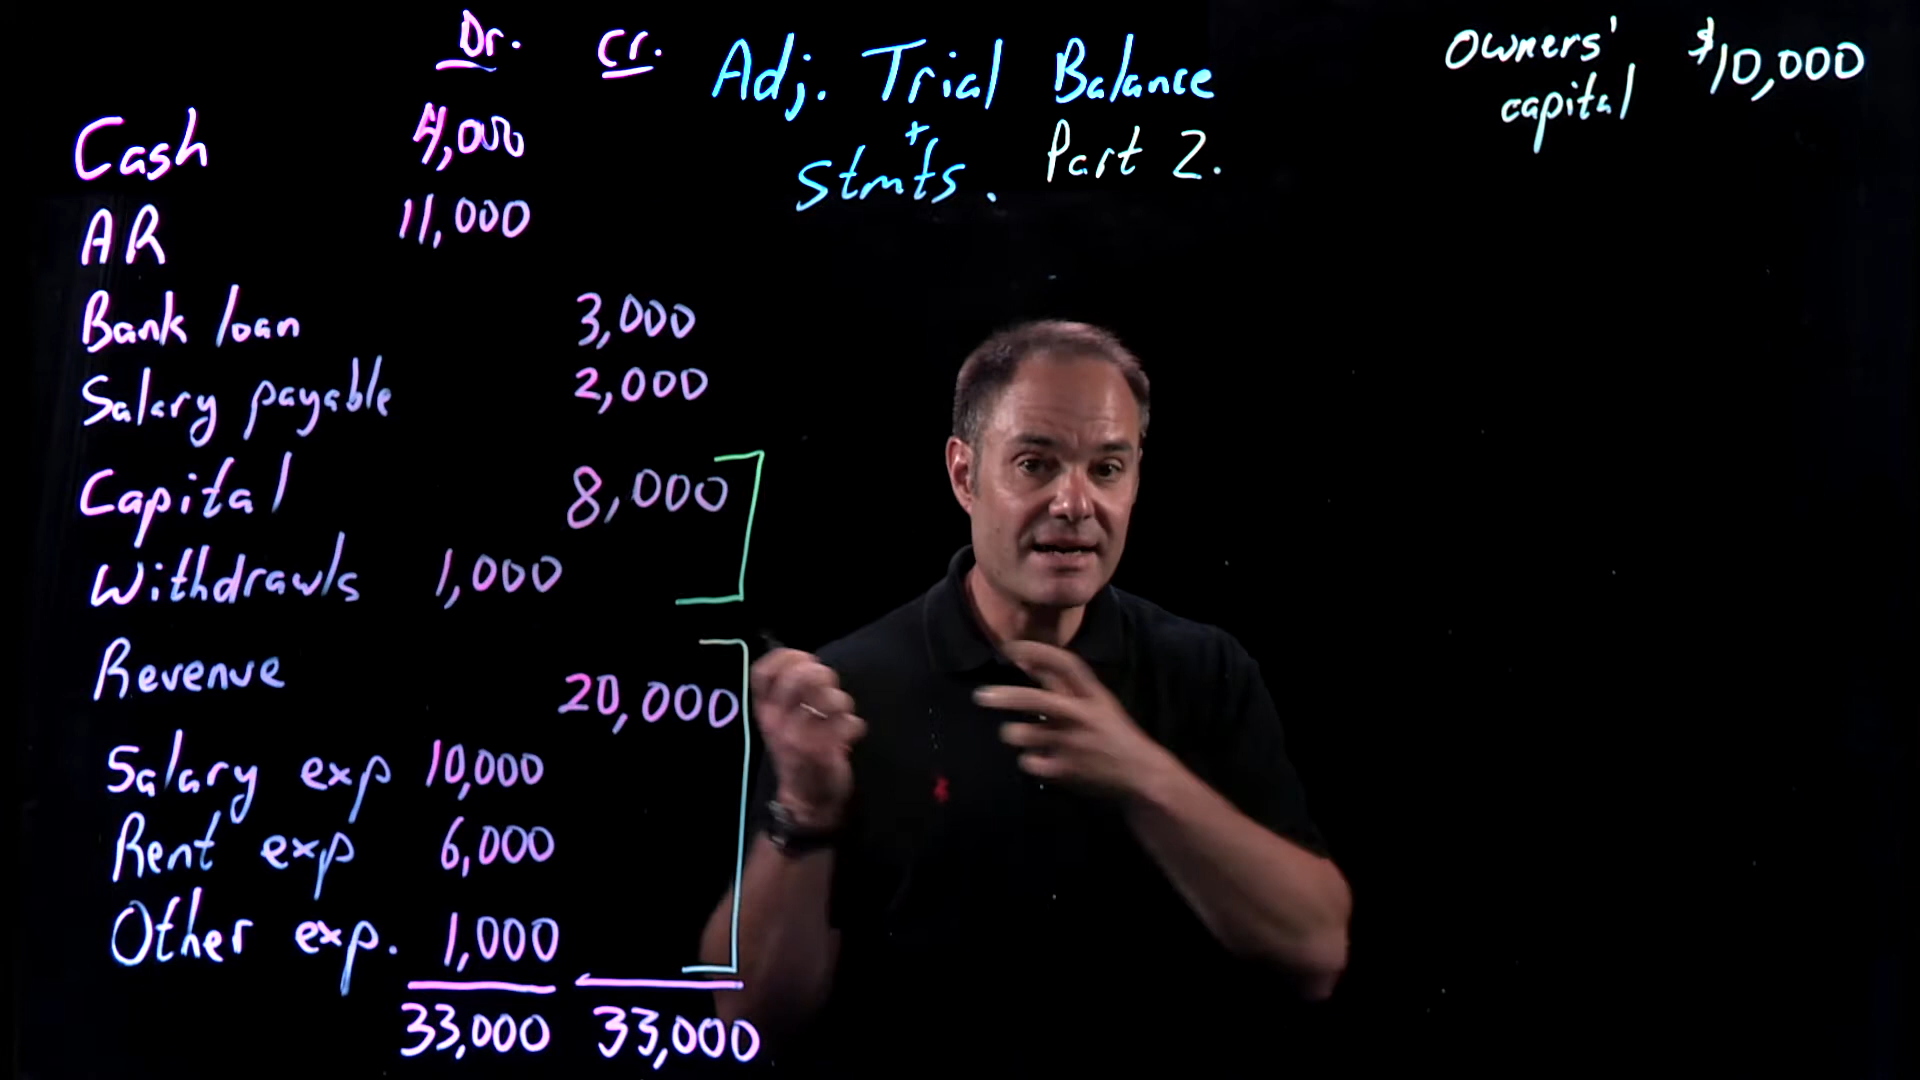 Dr. Cr.
Adj. Trial Balance
+
Stmts. Part 2.
Owners' $10,000
capital
Cash 4,000
AR 11,000
Bank loan 3,000
Salary payable 2,000
Capital 8,000
Withdrawls 1,000
Revenue 20,000
Salary exp 10,000
Rent exp 6,000
Other exp. 1,000
33,000 33,000